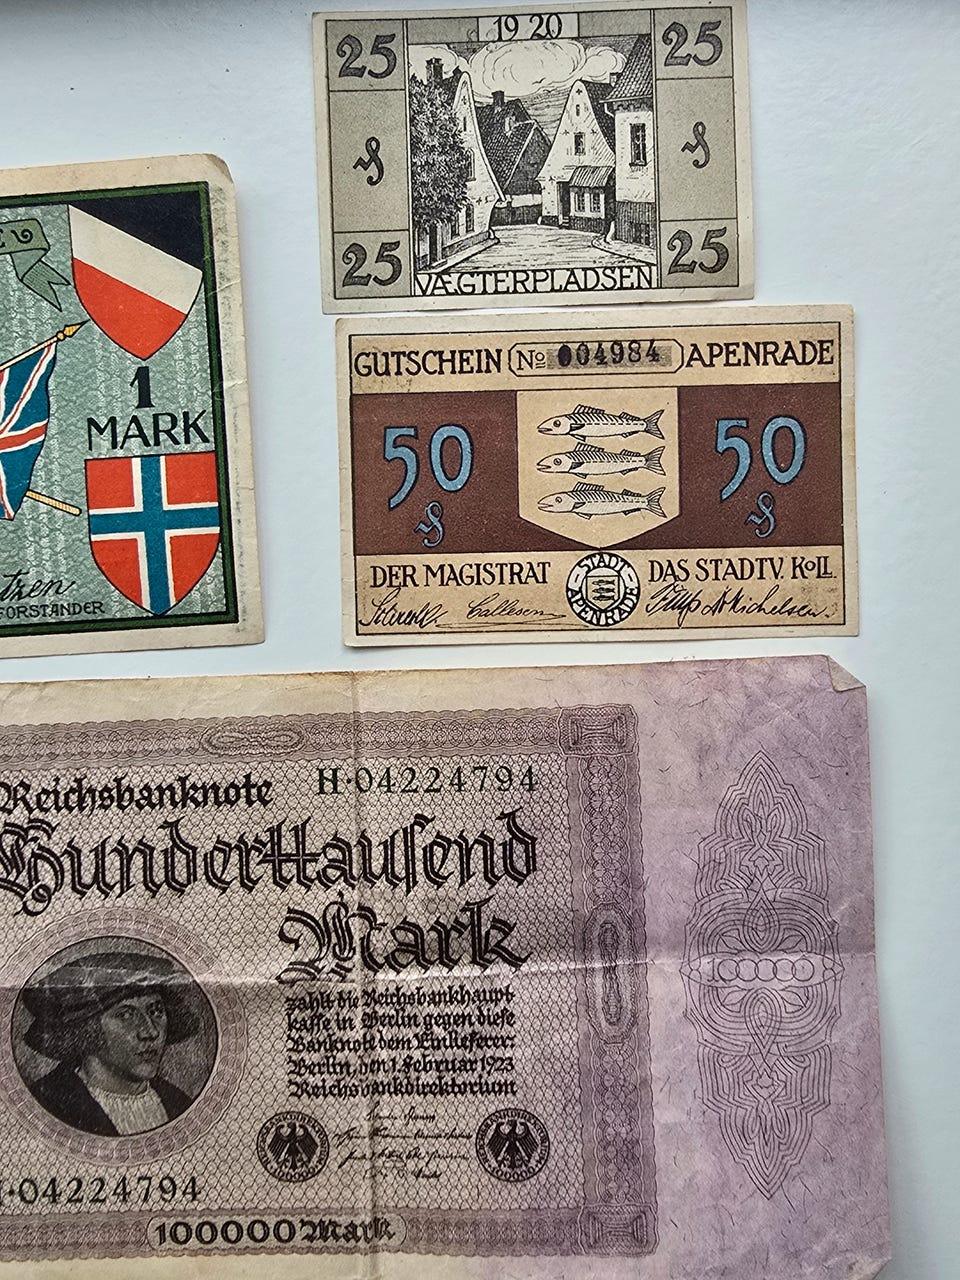 1920
25
25
₰
₰
25
25
VÆGTERPLADSEN
1
MARK
FORSTANDER
GUTSCHEIN No 004984 APENRADE
50
50
₰
₰
DER MAGISTRAT
DAS STADTV. KOLL.
STADT
APENRADE
Callesen
Reichsbanknote
H·04224794
Hunderttausend
Mark
zahlt die Reichsbankhaupt-
kasse in Berlin gegen diese
Banknote dem Einlieferer:
Berlin, den 1. Februar 1923
Reichsbankdirektorium
100000
·04224794
100000 Mark